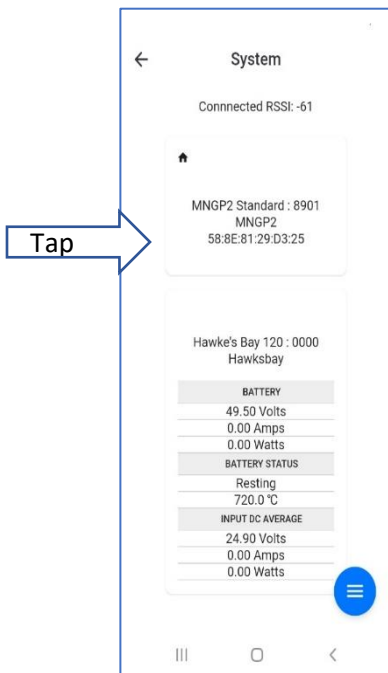 System
Connnected RSSI: -61
MNGP2 Standard : 8901
MNGP2
58:8E:81:29:D3:25
Tap
Hawke's Bay 120 : 0000
Hawksbay
BATTERY
49.50 Volts
0.00 Amps
0.00 Watts
BATTERY STATUS
Resting
720.0 °C
INPUT DC AVERAGE
24.90 Volts
0.00 Amps
0.00 Watts